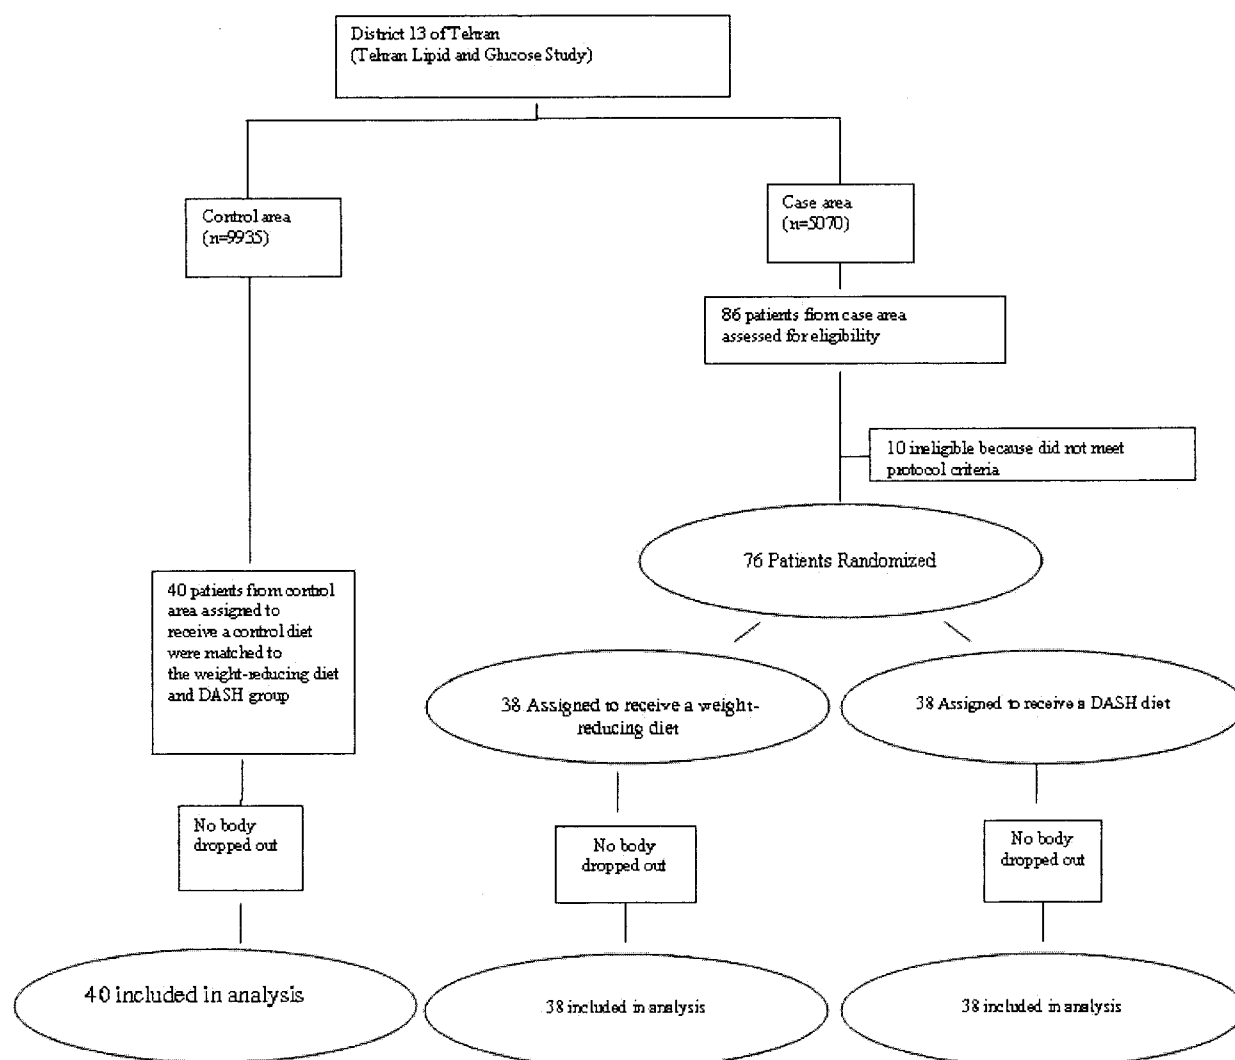 District 13 of Tehran
(Tehran Lipid and Glucose Study)
Control area
(n=9935)
Case area
(n=5070)
86 patients from case area
assessed for eligibility
10 ineligible because did not meet
protocol criteria
76 Patients Randomized
40 patients from control
area assigned to
receive a control diet
were matched to
the weight-reducing diet
and DASH group
38 Assigned to receive a weight-
reducing diet
38 Assigned to receive a DASH diet
No body
dropped out
No body
dropped out
No body
dropped out
40 included in analysis
38 included in analysis
38 included in analysis